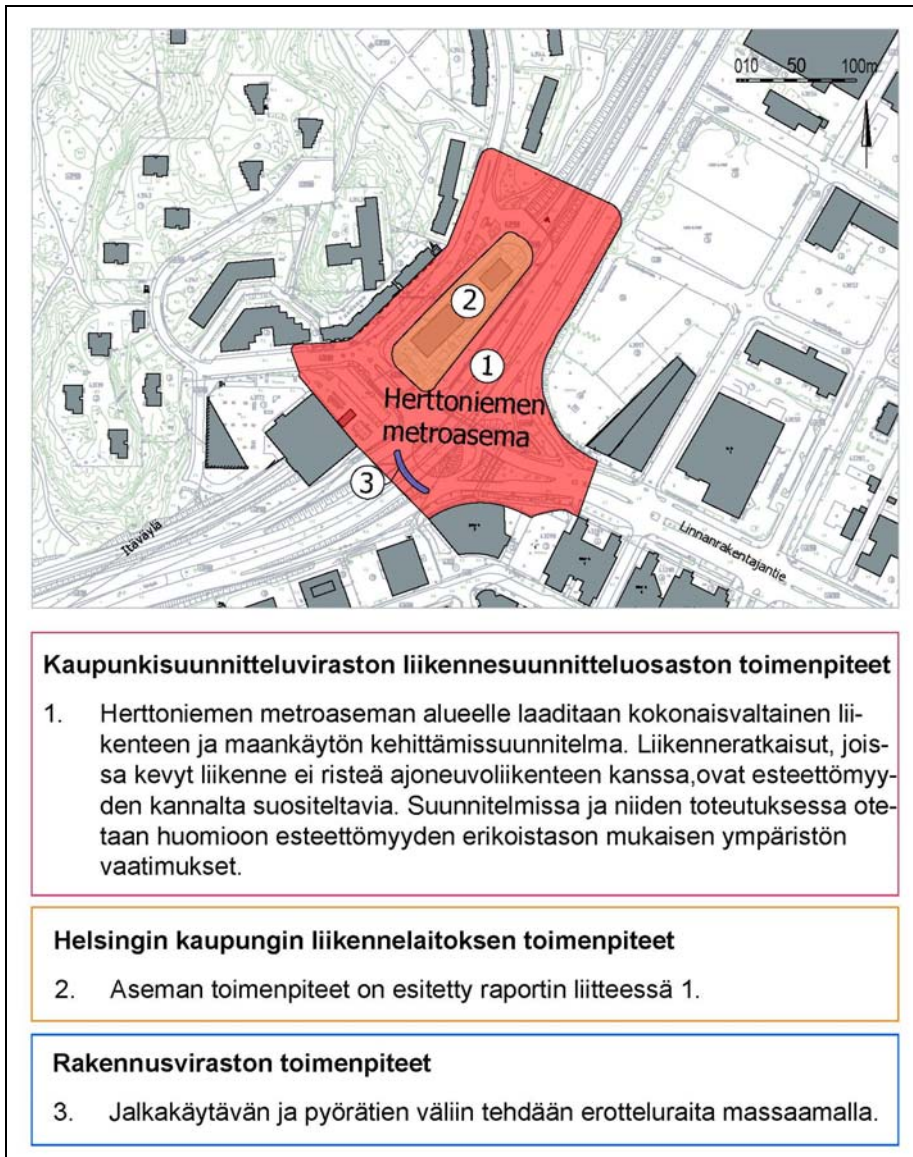 010 50 100m
2
1
Herttoniemen
metroasema
3
Itäväylä
Linnanrakentajantie
Kaupunkisuunnitteluviraston liikennesuunnitteluosaston toimenpiteet
1. Herttoniemen metroaseman alueelle laaditaan kokonaisvaltainen lii-
kenteen ja maankäytön kehittämissuunnitelma. Liikenneratkaisut, jois-
sa kevyt liikenne ei risteä ajoneuvoliikenteen kanssa,ovat esteettömyy-
den kannalta suositeltavia. Suunnitelmissa ja niiden toteutuksessa ote-
taan huomioon esteettömyyden erikoistason mukaisen ympäristön
vaatimukset.
Helsingin kaupungin liikennelaitoksen toimenpiteet
2. Aseman toimenpiteet on esitetty raportin liitteessä 1.
Rakennusviraston toimenpiteet
3. Jalkakäytävän ja pyörätien väliin tehdään erotteluraita massaamalla.